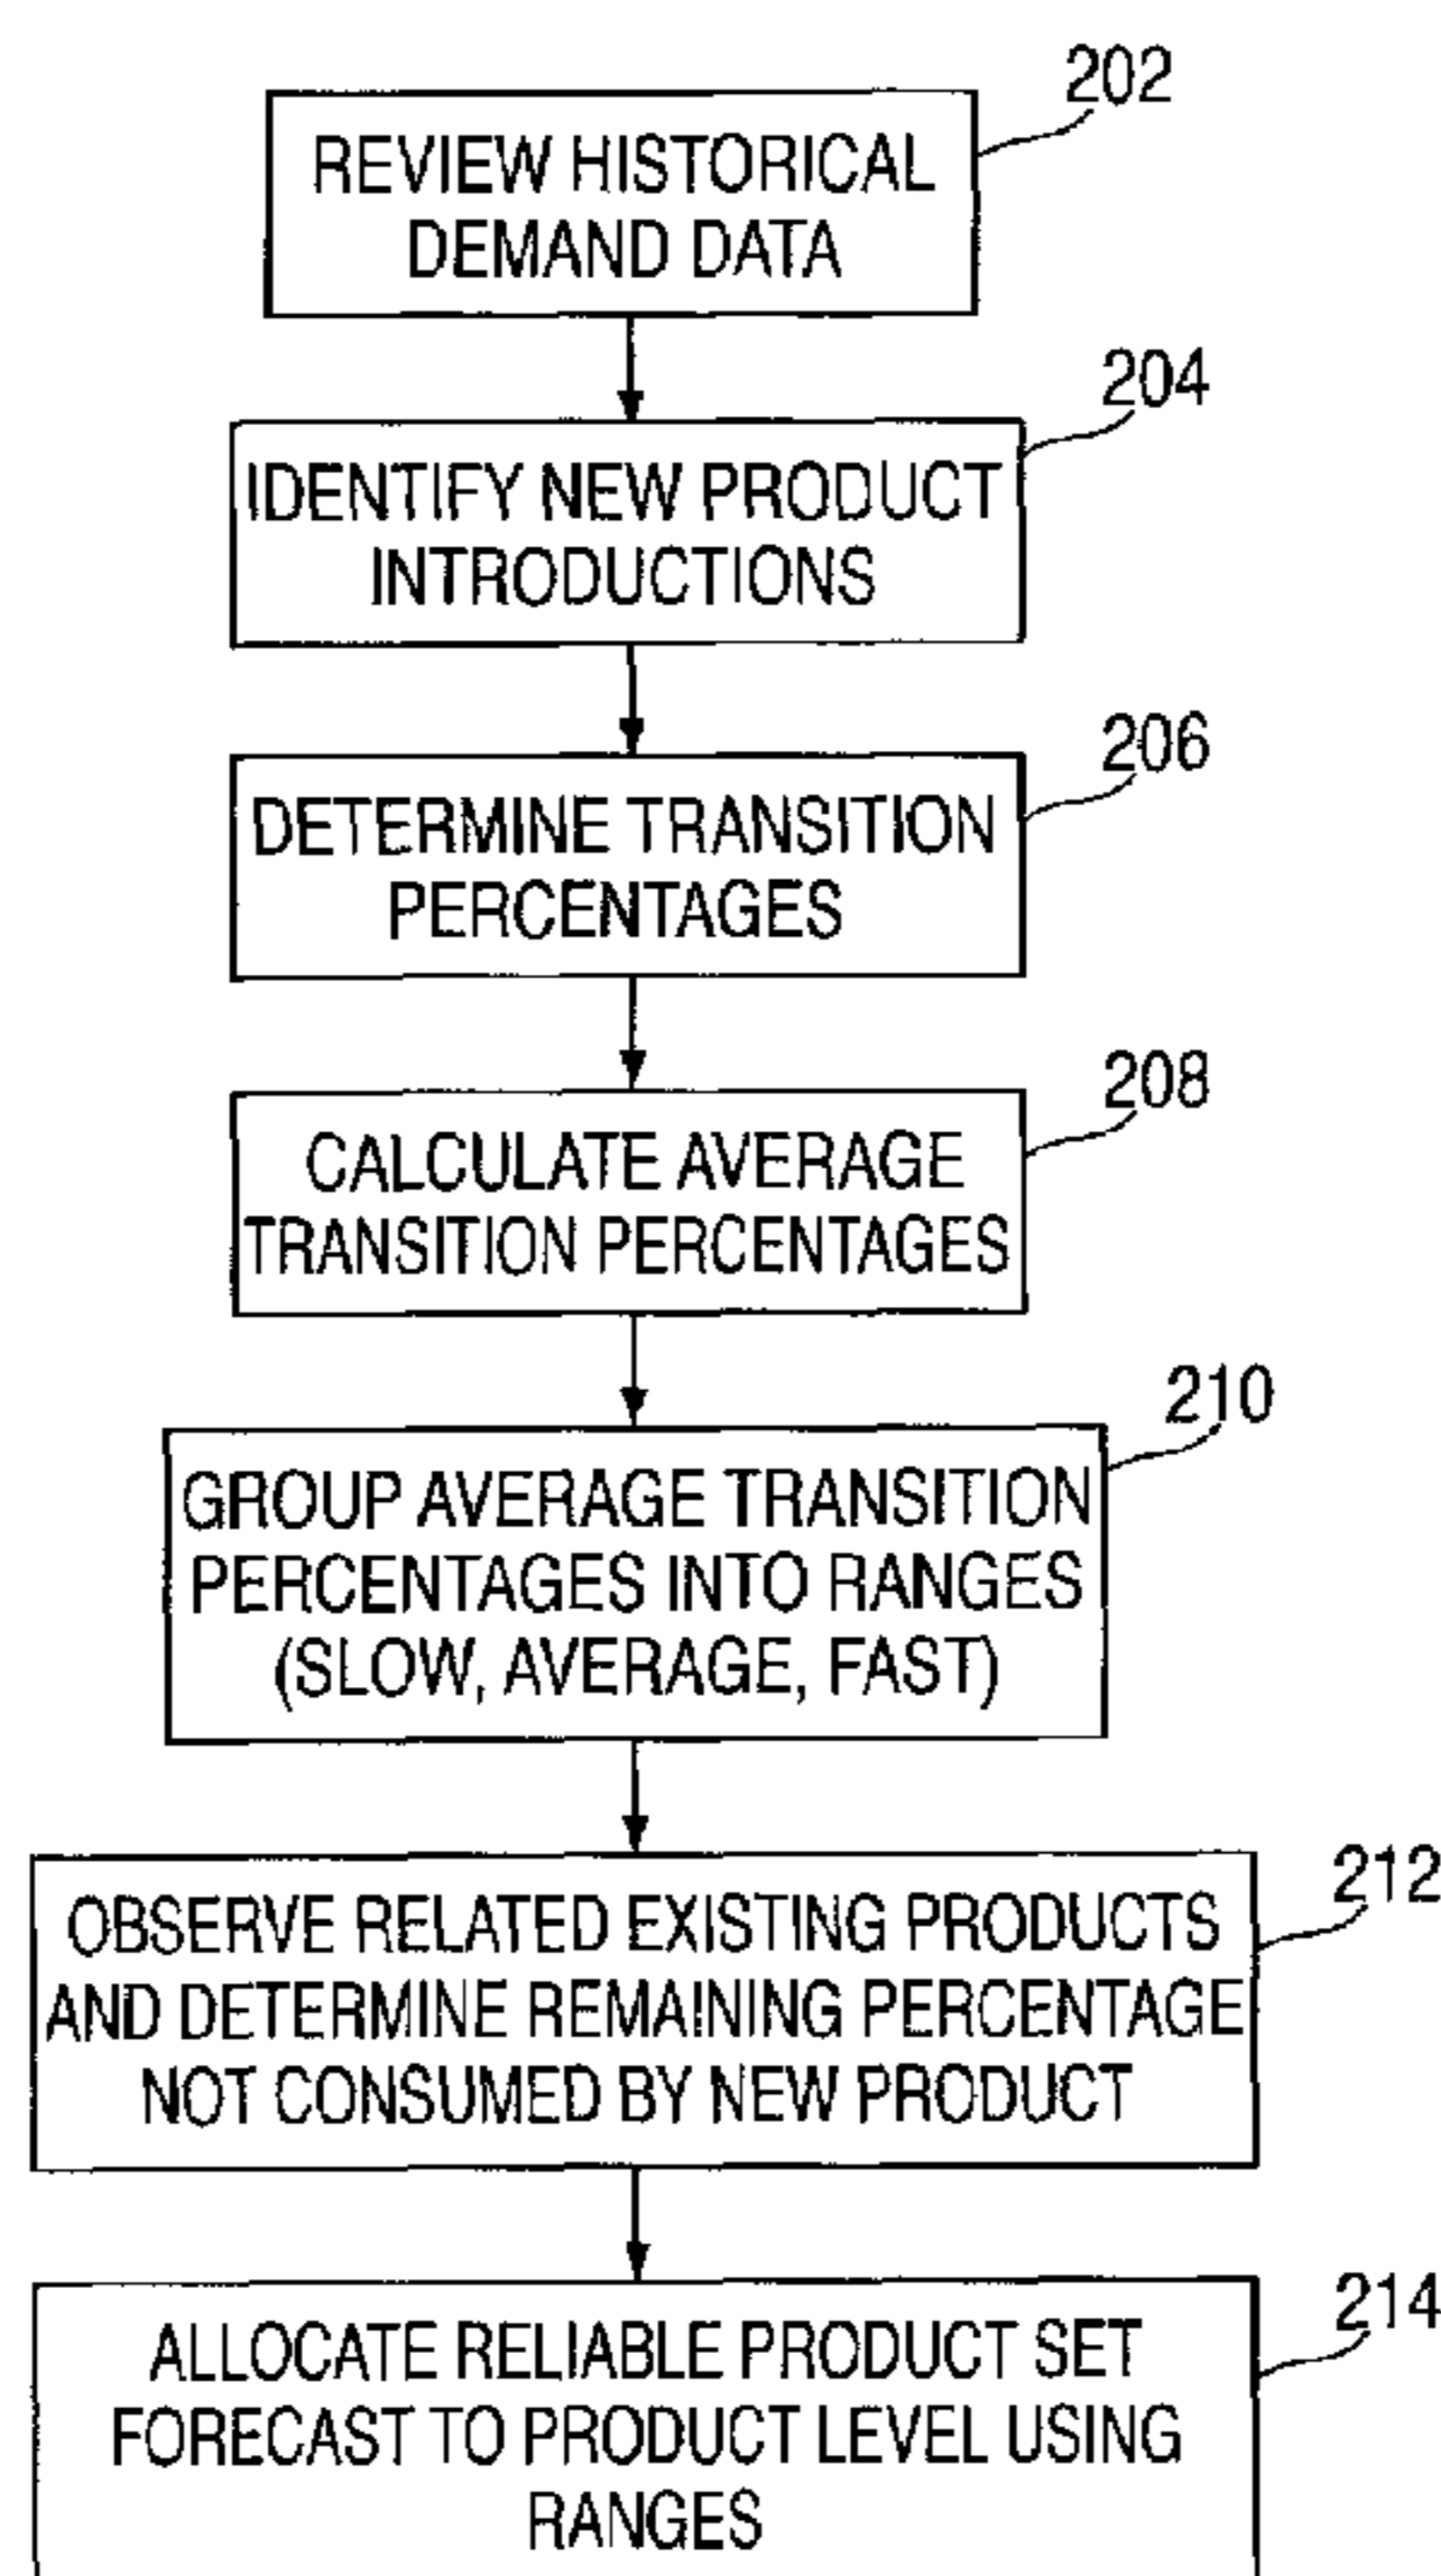 202
REVIEW HISTORICAL
DEMAND DATA
204
IDENTIFY NEW PRODUCT
INTRODUCTIONS
206
DETERMINE TRANSITION
PERCENTAGES
208
CALCULATE AVERAGE
TRANSITION PERCENTAGES
210
GROUP AVERAGE TRANSITION
PERCENTAGES INTO RANGES
(SLOW, AVERAGE, FAST)
212
OBSERVE RELATED EXISTING PRODUCTS
AND DETERMINE REMAINING PERCENTAGE
NOT CONSUMED BY NEW PRODUCT
214
ALLOCATE RELIABLE PRODUCT SET
FORECAST TO PRODUCT LEVEL USING
RANGES